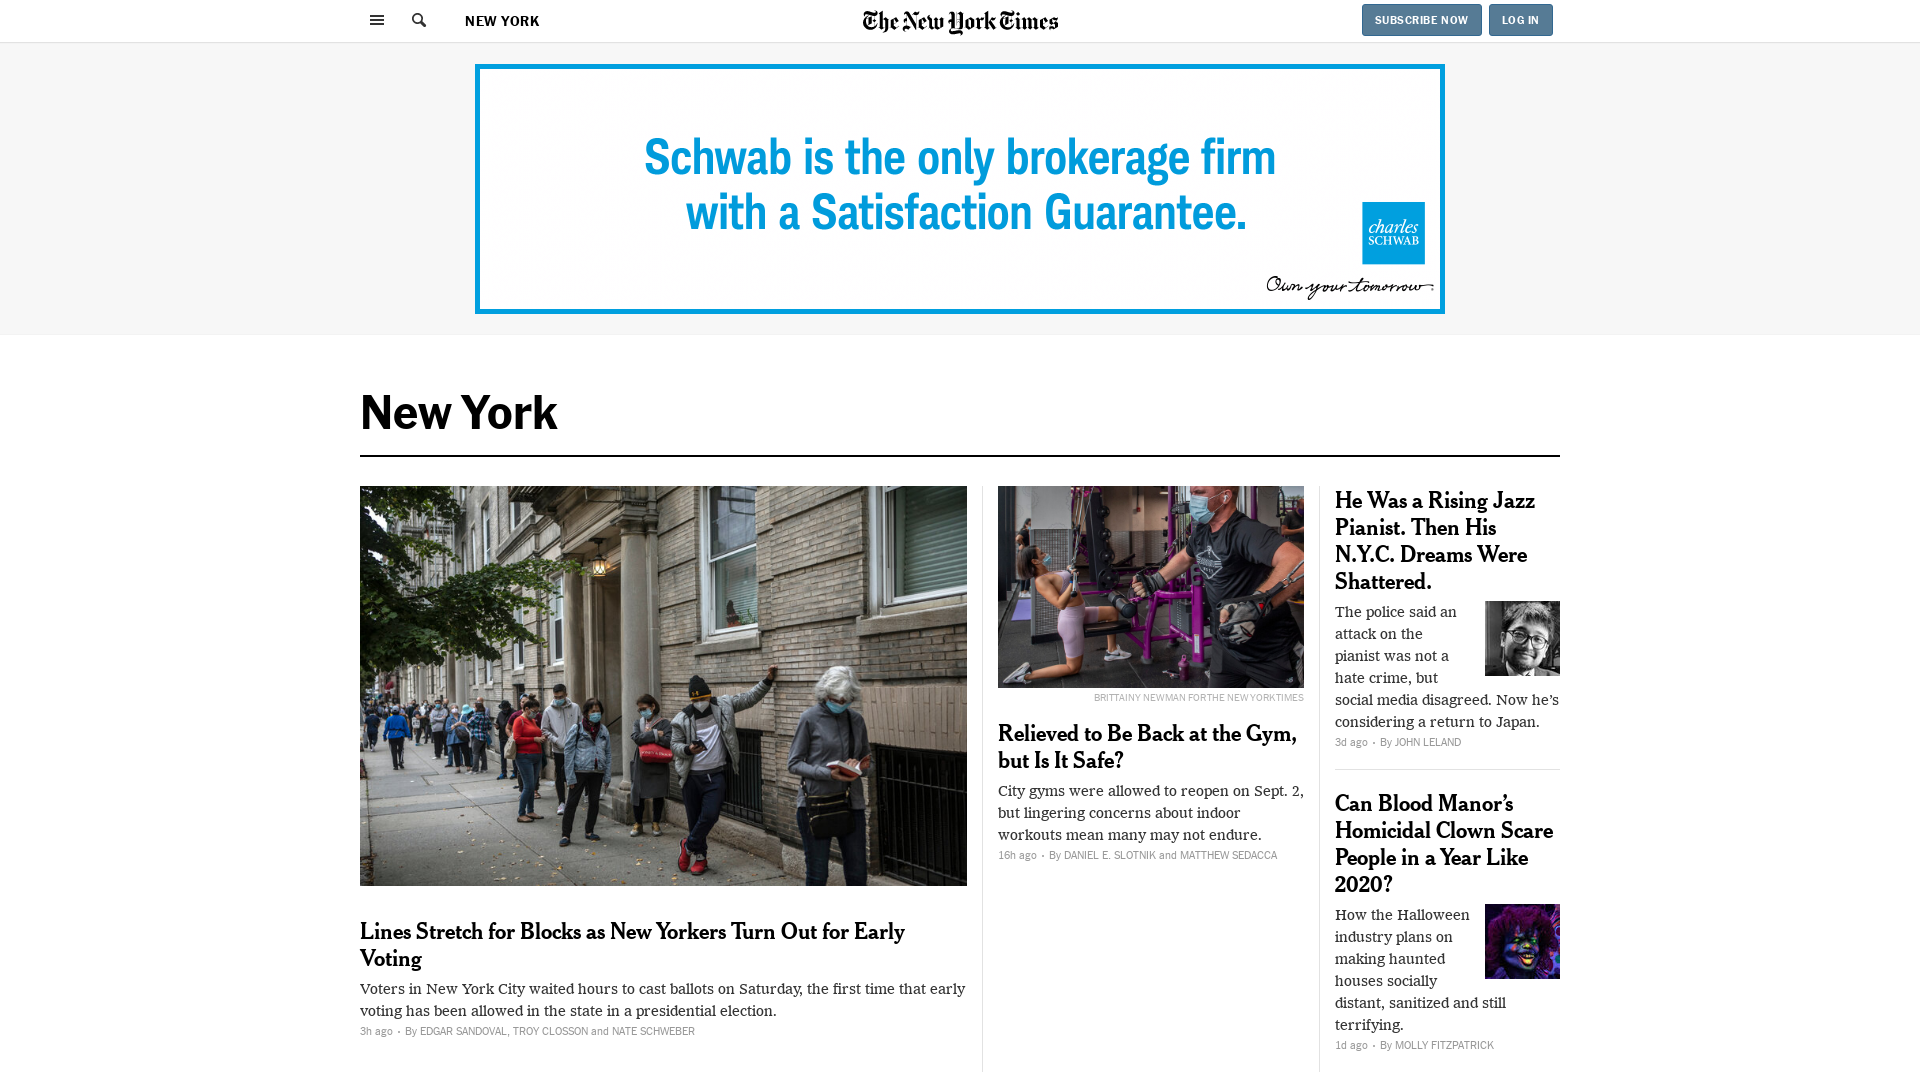 NEW YORK
The New York Times
SUBSCRIBE NOW
LOG IN
Schwab is the only brokerage firm
with a Satisfaction Guarantee.
charles
SCHWAB
Own your tomorrow.
New York
Lines Stretch for Blocks as New Yorkers Turn Out for Early
Voting
Voters in New York City waited hours to cast ballots on Saturday, the first time that early
voting has been allowed in the state in a presidential election.
3h ago • By EDGAR SANDOVAL, TROY CLOSSON and NATE SCHWEBER
BRITTAINY NEWMAN FOR THE NEW YORK TIMES
Relieved to Be Back at the Gym,
but Is It Safe?
City gyms were allowed to reopen on Sept. 2,
but lingering concerns about indoor
workouts mean many may not endure.
16h ago • By DANIEL E. SLOTNIK and MATTHEW SEDACCA
He Was a Rising Jazz
Pianist. Then His
N.Y.C. Dreams Were
Shattered.
The police said an
attack on the
pianist was not a
hate crime, but
social media disagreed. Now he’s
considering a return to Japan.
3d ago • By JOHN LELAND
Can Blood Manor’s
Homicidal Clown Scare
People in a Year Like
2020?
How the Halloween
industry plans on
making haunted
houses socially
distant, sanitized and still
terrifying.
1d ago • By MOLLY FITZPATRICK